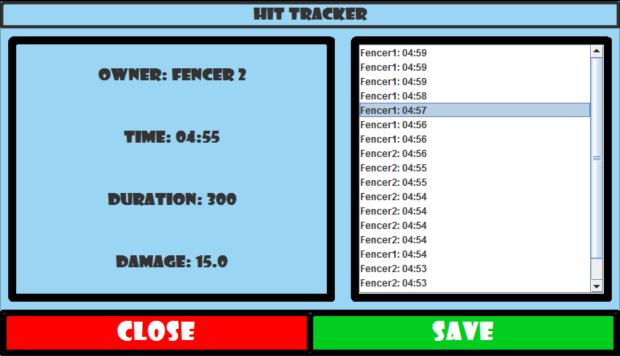 HIT TRACKER
OWNER: FENCER 2
TIME: 04:55
DURATION: 300
DAMAGE: 15.0
Fencer1: 04:59
Fencer1: 04:59
Fencer1: 04:59
Fencer1: 04:58
Fencer1: 04:57
Fencer1: 04:56
Fencer1: 04:56
Fencer2: 04:56
Fencer2: 04:55
Fencer2: 04:55
Fencer2: 04:54
Fencer2: 04:54
Fencer2: 04:54
Fencer2: 04:54
Fencer1: 04:54
Fencer2: 04:53
Fencer2: 04:53
CLOSE
SAVE